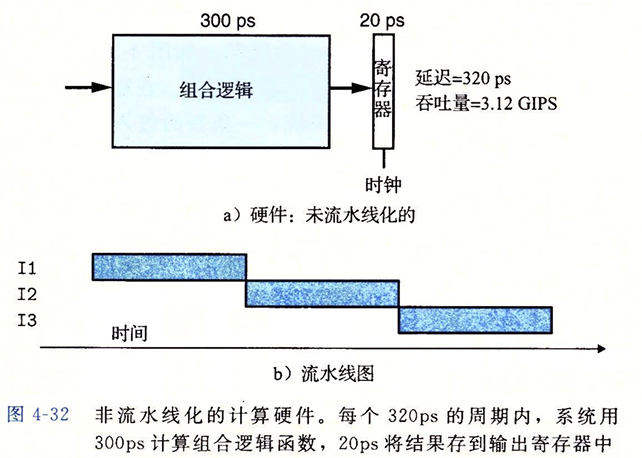 300 ps
20 ps
组合逻辑
寄存器
延迟=320 ps
吞吐量=3.12 GIPS
时钟
a）硬件：未流水线化的
I1
I2
I3
时间
b）流水线图
图 4-32 非流水线化的计算硬件。每个 320ps 的周期内，系统用
300ps 计算组合逻辑函数，20ps 将结果存到输出寄存器中